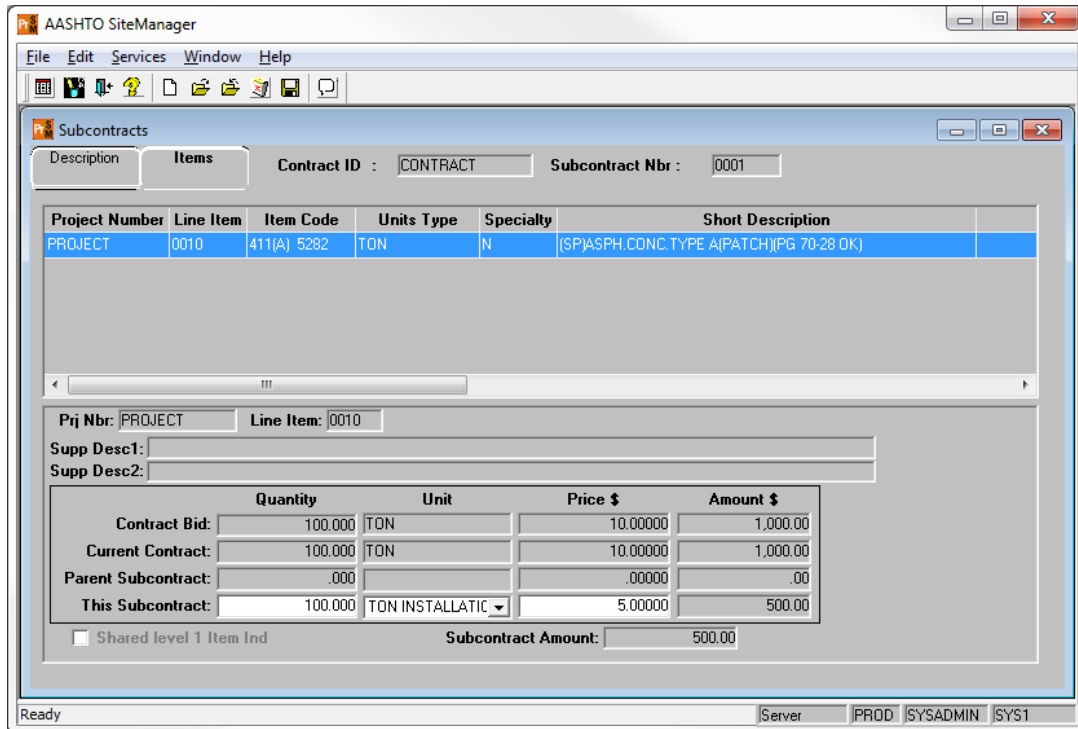 AASHTO SiteManager
File Edit Services Window Help
Subcontracts
Description Items Contract ID : CONTRACT Subcontract Nbr : 0001
Project Number Line Item Item Code Units Type Specialty Short Description
PROJECT 0010 411(A) 5282 TON N (SP)ASPH.CONC.TYPE A(PATCH)(PG 70-28 OK)
Prj Nbr: PROJECT Line Item: 0010
Supp Desc1:
Supp Desc2:
Quantity Unit Price $ Amount $
Contract Bid: 100.000 TON 10.00000 1,000.00
Current Contract: 100.000 TON 10.00000 1,000.00
Parent Subcontract: .000 .00000 .00
This Subcontract: 100.000 TON INSTALLATIC 5.00000 500.00
Shared level 1 Item Ind Subcontract Amount: 500.00
Ready Server PROD SYSADMIN SYS1